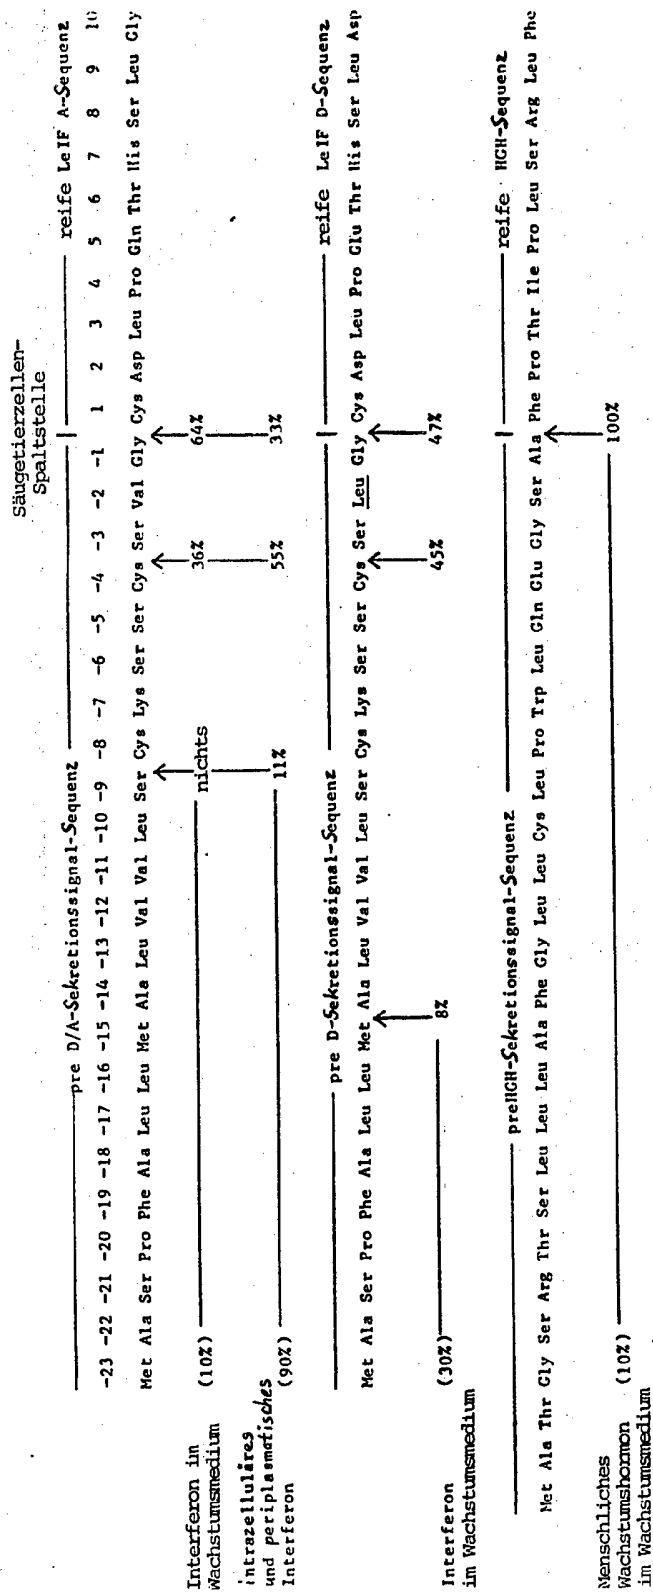 Säugetierzellen-
Spaltstelle
pre D/A-Sekretionssignal-Sequenz reife LeIF A-Sequenz
-23 -22 -21 -20 -19 -18 -17 -16 -15 -14 -13 -12 -11 -10 -9 -8 -7 -6 -5 -4 -3 -2 -1 1 2 3 4 5 6 7 8 9 10
Met Ala Ser Pro Phe Ala Leu Leu Met Ala Leu Val Val Leu Ser Cys Lys Ser Ser Cys Ser Val Gly Cys Asp Leu Pro Gln Thr His Ser Leu Gly
Interferon im
Wachstumsmedium (10%) nichts 36% 64%
intrazelluläres
und periplasmatisches
Interferon (90%) 11% 55% 33%
pre D-Sekretionssignal-Sequenz reife LeIF D-Sequenz
Met Ala Ser Pro Phe Ala Leu Leu Met Ala Leu Val Val Leu Ser Cys Lys Ser Ser Cys Ser Leu Gly Cys Asp Leu Pro Glu Thr His Ser Leu Asp
Interferon
im Wachstumsmedium (30%) 8% 45% 47%
preHGH-Sekretionssignal-Sequenz reife HGH-Sequenz
Met Ala Thr Gly Ser Arg Thr Ser Leu Leu Leu Ala Phe Gly Leu Leu Cys Leu Pro Trp Leu Gln Glu Gly Ser Ala Phe Pro Thr Ile Pro Leu Ser Arg Leu Phe
Menschliches
Wachstumshormon (10%) 100%
im Wachstumsmedium